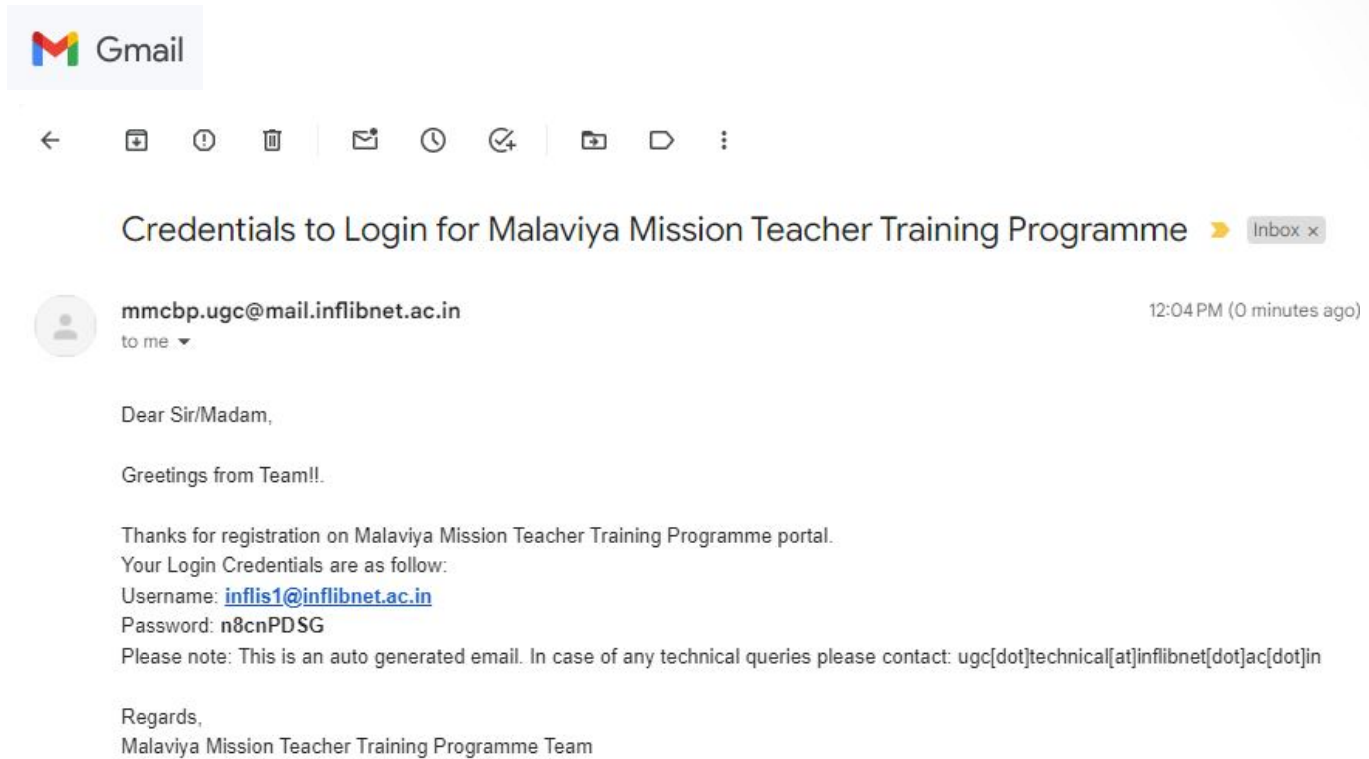 Gmail
Credentials to Login for Malaviya Mission Teacher Training Programme Inbox ×
mmcbp.ugc@mail.inflibnet.ac.in 12:04 PM (0 minutes ago)
to me
Dear Sir/Madam,
Greetings from Team!!.
Thanks for registration on Malaviya Mission Teacher Training Programme portal.
Your Login Credentials are as follow:
Username: inflis1@inflibnet.ac.in
Password: n8cnPDSG
Please note: This is an auto generated email. In case of any technical queries please contact: ugc[dot]technical[at]inflibnet[dot]ac[dot]in
Regards,
Malaviya Mission Teacher Training Programme Team